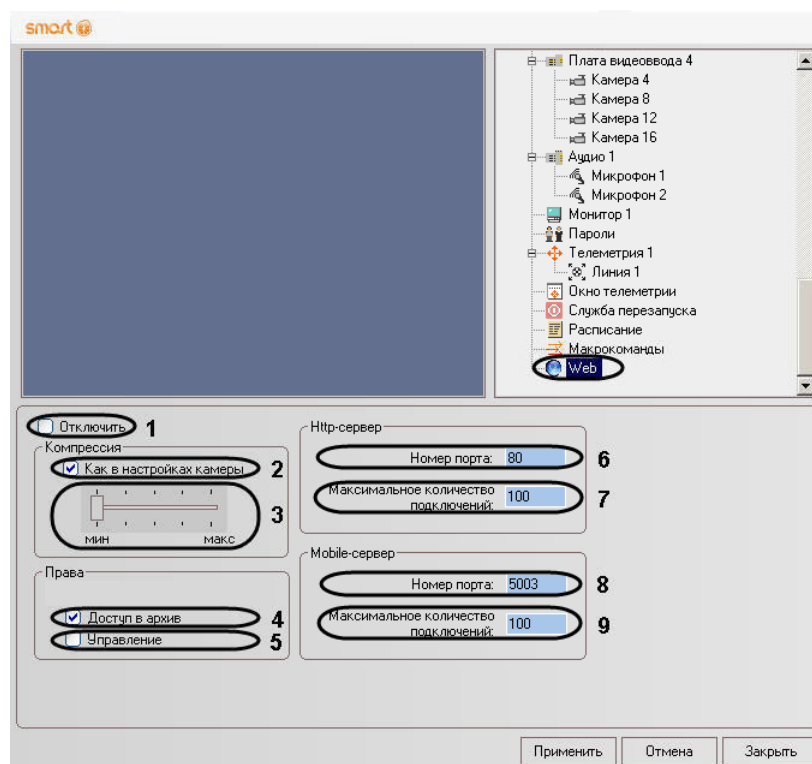 smart
Плата видеоввода 4
Камера 4
Камера 8
Камера 12
Камера 16
Аудио 1
Микрофон 1
Микрофон 2
Монитор 1
Пароли
Телеметрия 1
Линия 1
Окно телеметрии
Служба перезапуска
Расписание
Макрокоманды
Web
Отключить 1
Компрессия
Как в настройках камеры 2
3
мин макс
Права
Доступ в архив 4
Управление 5
Http-сервер
Номер порта: 80 6
Максимальное количество
подключений: 100 7
Mobile-сервер
Номер порта: 5003 8
Максимальное количество
подключений: 100 9
Применить Отмена Закрыть